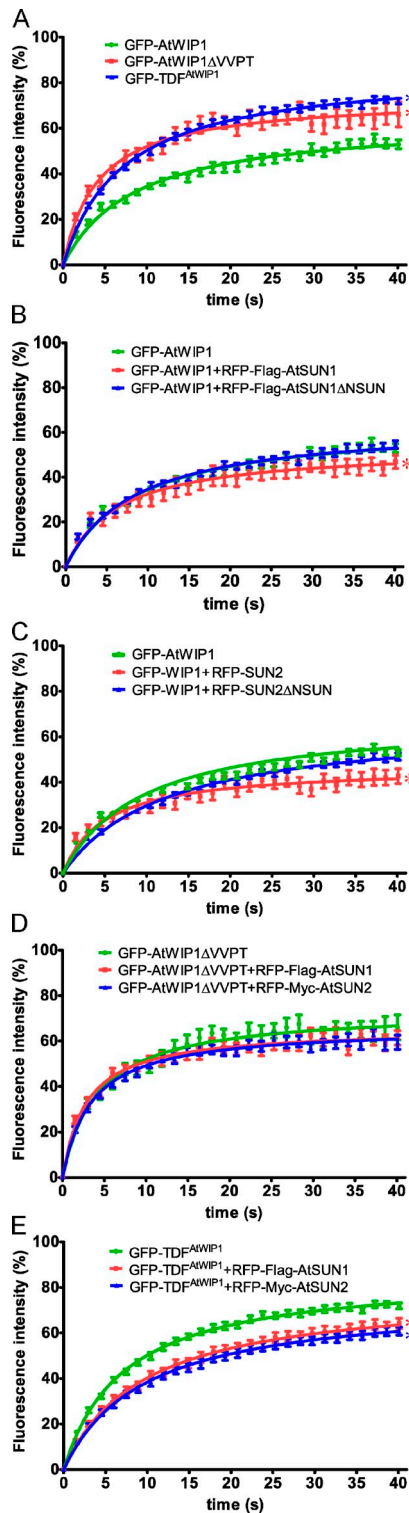 A
Fluorescence intensity (%)
100
80
60
40
20
0
GFP-AtWIP1
GFP-AtWIP1ΔVVPT
GFP-TDF^AtWIP1
*
*
0 5 10 15 20 25 30 35 40
time (s)
B
Fluorescence intensity (%)
100
80
60
40
20
0
GFP-AtWIP1
GFP-AtWIP1+RFP-Flag-AtSUN1
GFP-AtWIP1+RFP-Flag-AtSUN1ΔNSUN
*
0 5 10 15 20 25 30 35 40
time (s)
C
Fluorescence intensity (%)
100
80
60
40
20
0
GFP-AtWIP1
GFP-WIP1+RFP-SUN2
GFP-WIP1+RFP-SUN2ΔNSUN
*
0 5 10 15 20 25 30 35 40
time (s)
D
Fluorescence intensity (%)
100
80
60
40
20
0
GFP-AtWIP1ΔVVPT
GFP-AtWIP1ΔVVPT+RFP-Flag-AtSUN1
GFP-AtWIP1ΔVVPT+RFP-Myc-AtSUN2
0 5 10 15 20 25 30 35 40
time (s)
E
Fluorescence intensity (%)
100
80
60
40
20
0
GFP-TDF^AtWIP1
GFP-TDF^AtWIP1+RFP-Flag-AtSUN1
GFP-TDF^AtWIP1+RFP-Myc-AtSUN2
*
*
0 5 10 15 20 25 30 35 40
time (s)